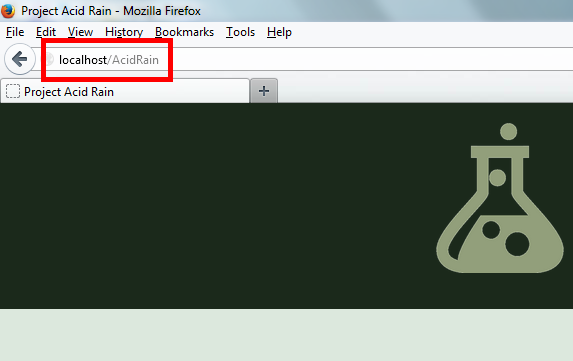 Project Acid Rain - Mozilla Firefox
File Edit View History Bookmarks Tools Help
localhost/AcidRain
Project Acid Rain